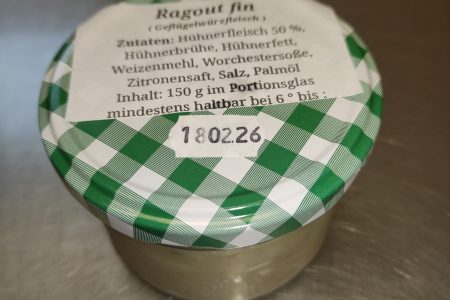 Ragout fin
( Geflügelwürzfleisch )
Zutaten: Hühnerfleisch 50 %,
Hühnerbrühe, Hühnerfett,
Weizenmehl, Worchestersoße,
Zitronensaft, Salz, Palmöl
Inhalt: 150 g im Portionsglas
mindestens haltbar bei 6 ° bis :
180226